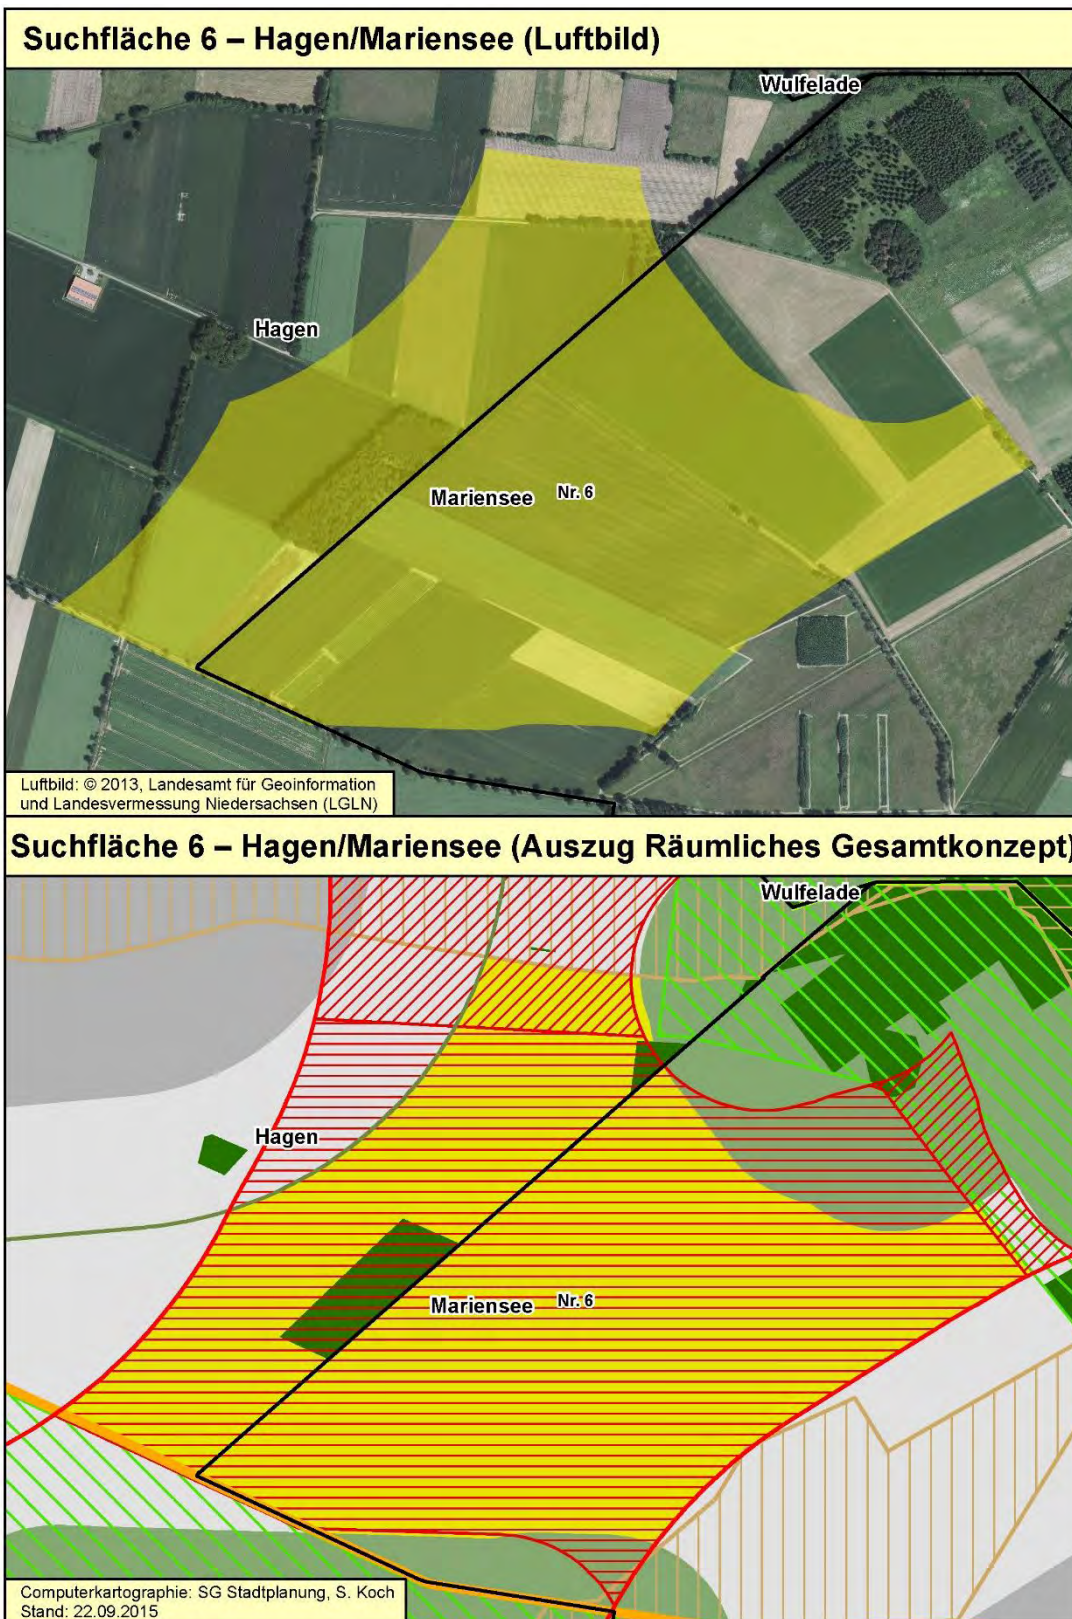 Suchfläche 6 – Hagen/Mariensee (Luftbild)
Wulfelade
Hagen
Mariensee Nr. 6
Luftbild: © 2013, Landesamt für Geoinformation
und Landesvermessung Niedersachsen (LGLN)
Suchfläche 6 – Hagen/Mariensee (Auszug Räumliches Gesamtkonzept)
Wulfelade
Hagen
Mariensee Nr. 6
Computerkartographie: SG Stadtplanung, S. Koch
Stand: 22.09.2015